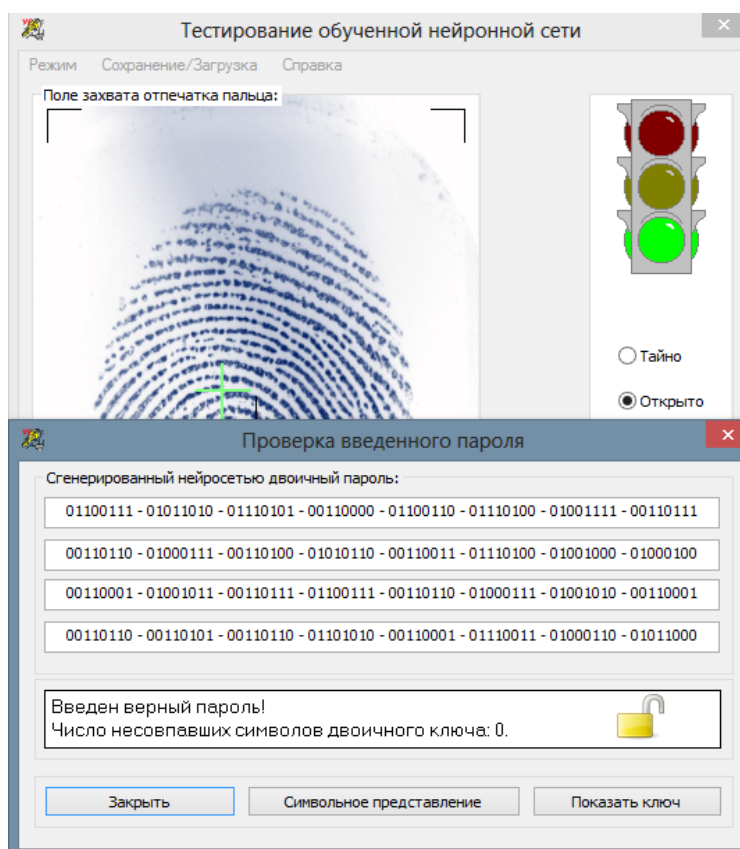 Тестирование обученной нейронной сети
Режим Сохранение/Загрузка Справка
Поле захвата отпечатка пальца:
Тайно
Открыто
Проверка введенного пароля
Сгенерированный нейросетью двоичный пароль:
01100111 - 01011010 - 01110101 - 00110000 - 01100110 - 01110100 - 01001111 - 00110111
00110110 - 01000111 - 00110100 - 01010110 - 00110011 - 01110100 - 01001000 - 01000100
00110001 - 01001011 - 00110111 - 01100111 - 00110110 - 01000111 - 01001010 - 00110001
00110110 - 00110101 - 00110110 - 01101010 - 00110001 - 01110011 - 01000110 - 01011000
Введен верный пароль!
Число несовпавших символов двоичного ключа: 0.
Закрыть Символьное представление Показать ключ